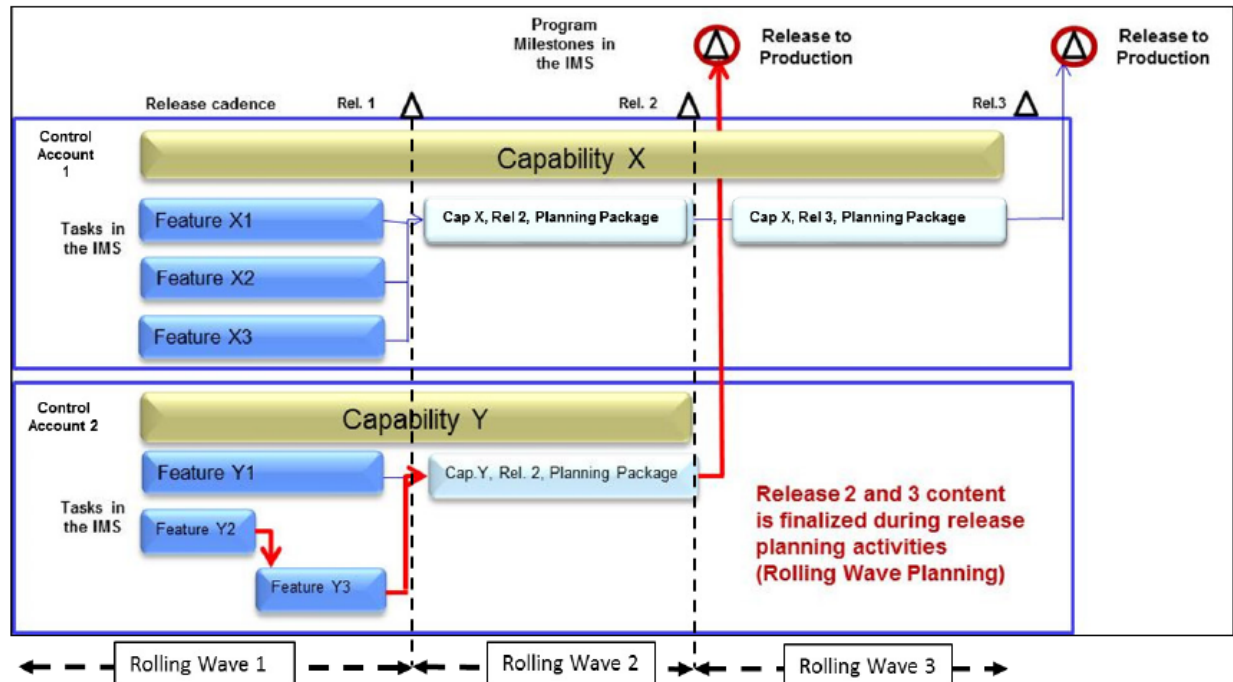 Program
Milestones in
the IMS
Release to
Production
Release to
Production
Release cadence
Rel. 1
Rel. 2
Rel.3
Control
Account
1
Capability X
Tasks in
the IMS
Feature X1
Cap X, Rel 2, Planning Package
Cap X, Rel 3, Planning Package
Feature X2
Feature X3
Control
Account 2
Capability Y
Feature Y1
Cap.Y, Rel. 2, Planning Package
Tasks in
the IMS
Feature Y2
Feature Y3
Release 2 and 3 content
is finalized during release
planning activities
(Rolling Wave Planning)
Rolling Wave 1
Rolling Wave 2
Rolling Wave 3